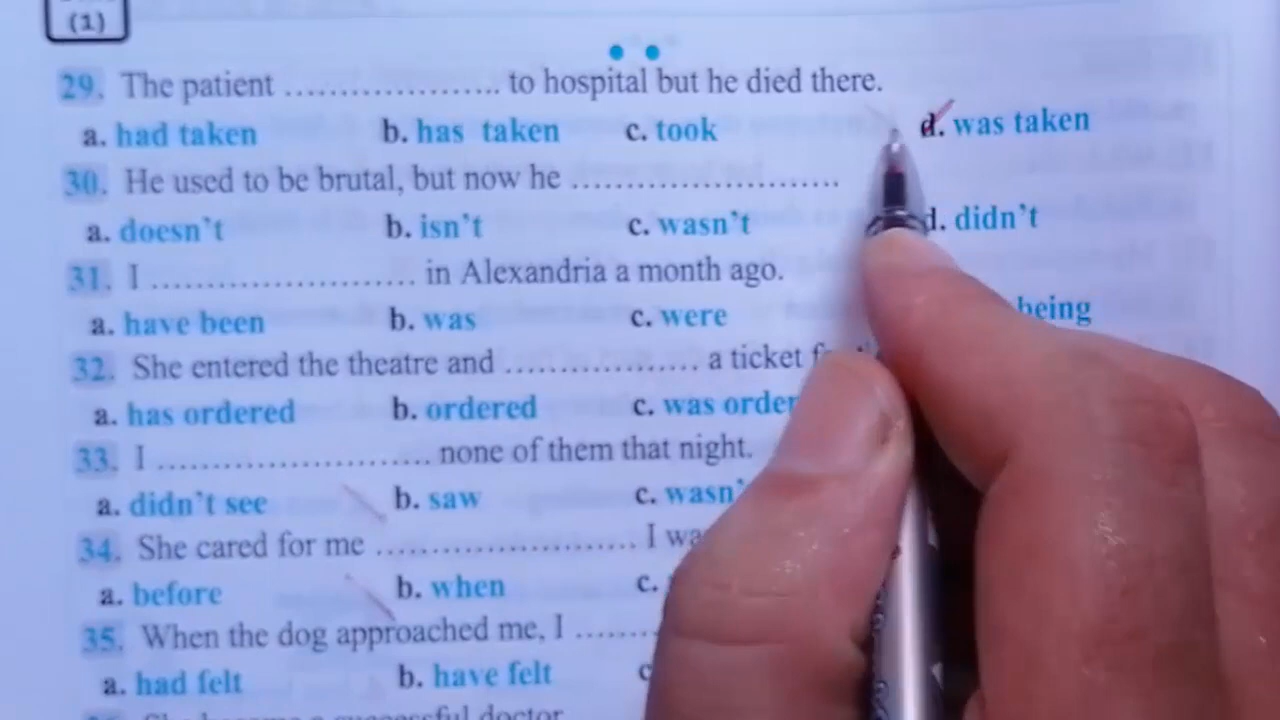 (1)
29. The patient .................... to hospital but he died there.
a. had taken b. has taken c. took d. was taken
30. He used to be brutal, but now he .........................
a. doesn't b. isn't c. wasn't d. didn't
31. I ......................... in Alexandria a month ago.
a. have been b. was c. were being
32. She entered the theatre and .................. a ticket
a. has ordered b. ordered c. was
33. I .......................... none of them that night.
a. didn't see b. saw c.
34. She cared for me ......................... I
a. before b. when c.
35. When the dog approached me, I ........
a. had felt b. have felt
successful doctor